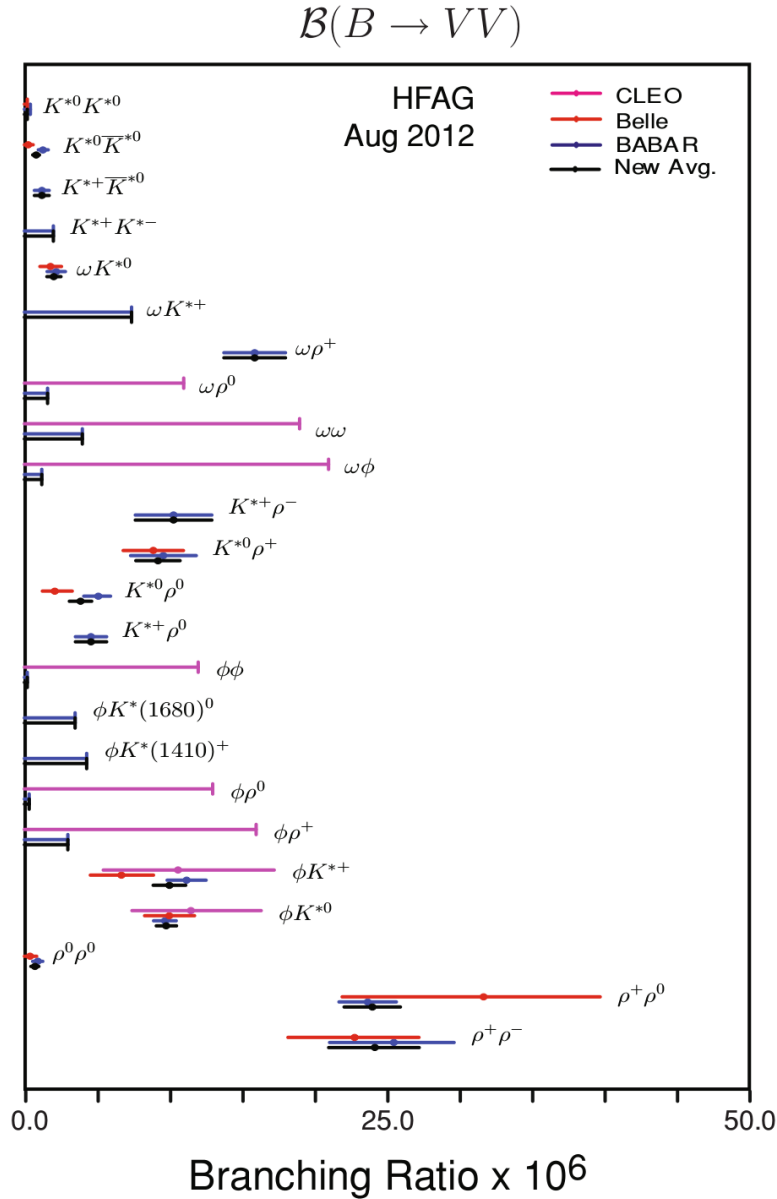 ℬ(B → VV)
HFAG
Aug 2012
CLEO
Belle
BABAR
New Avg.
K*⁰K*⁰
K*⁰K̅*⁰
K*⁺K̅*⁰
K*⁺K*⁻
ωK*⁰
ωK*⁺
ωρ⁺
ωρ⁰
ωω
ωϕ
K*⁺ρ⁻
K*⁰ρ⁺
K*⁰ρ⁰
K*⁺ρ⁰
ϕϕ
ϕK*(1680)⁰
ϕK*(1410)⁺
ϕρ⁰
ϕρ⁺
ϕK*⁺
ϕK*⁰
ρ⁰ρ⁰
ρ⁺ρ⁰
ρ⁺ρ⁻
0.0 25.0 50.0
Branching Ratio x 10⁶